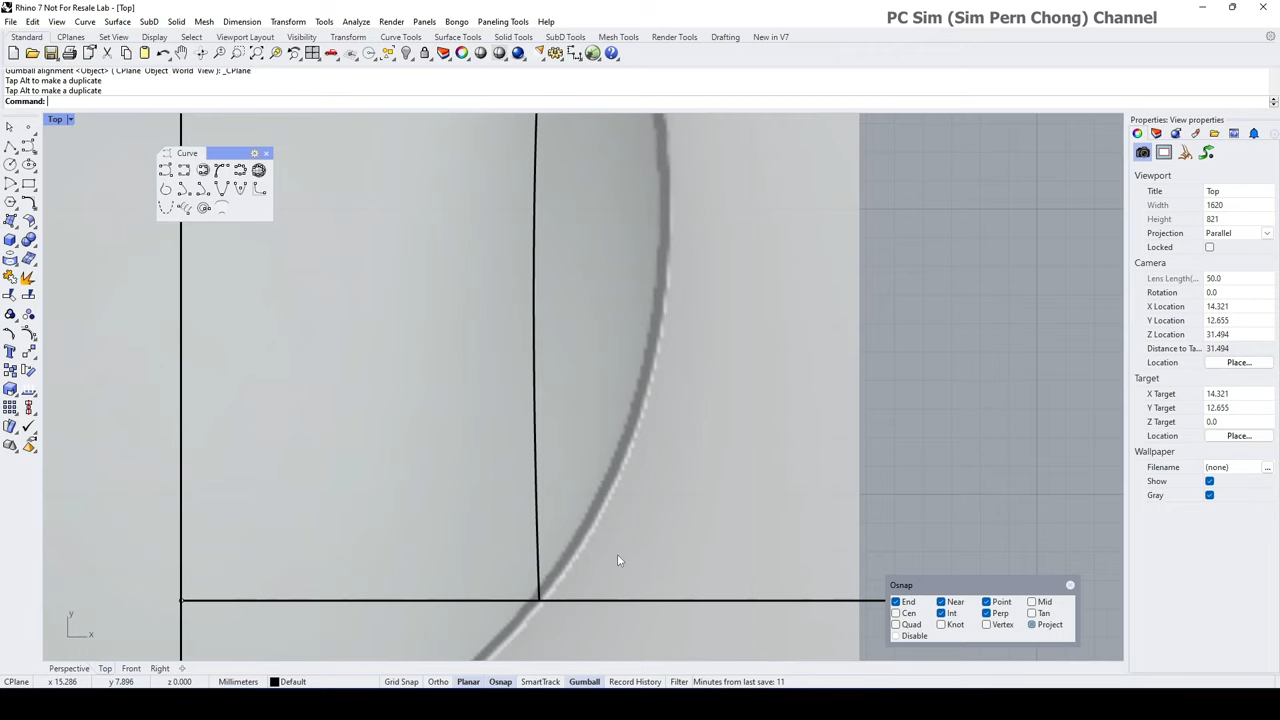 Rhino 7 Not For Resale Lab - [Top]
PC Sim (Sim Pern Chong) Channel
File Edit View Curve Surface SubD Solid Mesh Dimension Transform Tools Analyze Render Panels Bongo Paneling Tools Help
Standard CPlanes Set View Display Select Viewport Layout Visibility Transform Curve Tools Surface Tools Solid Tools SubD Tools Mesh Tools Render Tools Drafting New in V7
Gumball alignment <Object> ( CPlane Object World View ): _CPlane
Tap Alt to make a duplicate
Tap Alt to make a duplicate
Command:
Top
Curve
Properties: View properties
Viewport
Title Top
Width 1620
Height 821
Projection Parallel
Locked
Camera
Lens Length(... 50.0
Rotation 0.0
X Location 14.321
Y Location 12.655
Z Location 31.494
Distance to Ta... 31.494
Location Place...
Target
X Target 14.321
Y Target 12.655
Z Target 0.0
Location Place...
Wallpaper
Filename (none) ...
Show
Gray
Osnap
End Near Point Mid
Cen Int Perp Tan
Quad Knot Vertex Project
Disable
y
x
Perspective Top Front Right
CPlane x 15.286 y 7.896 z 0.000 Millimeters Default Grid Snap Ortho Planar Osnap SmartTrack Gumball Record History Filter Minutes from last save: 11